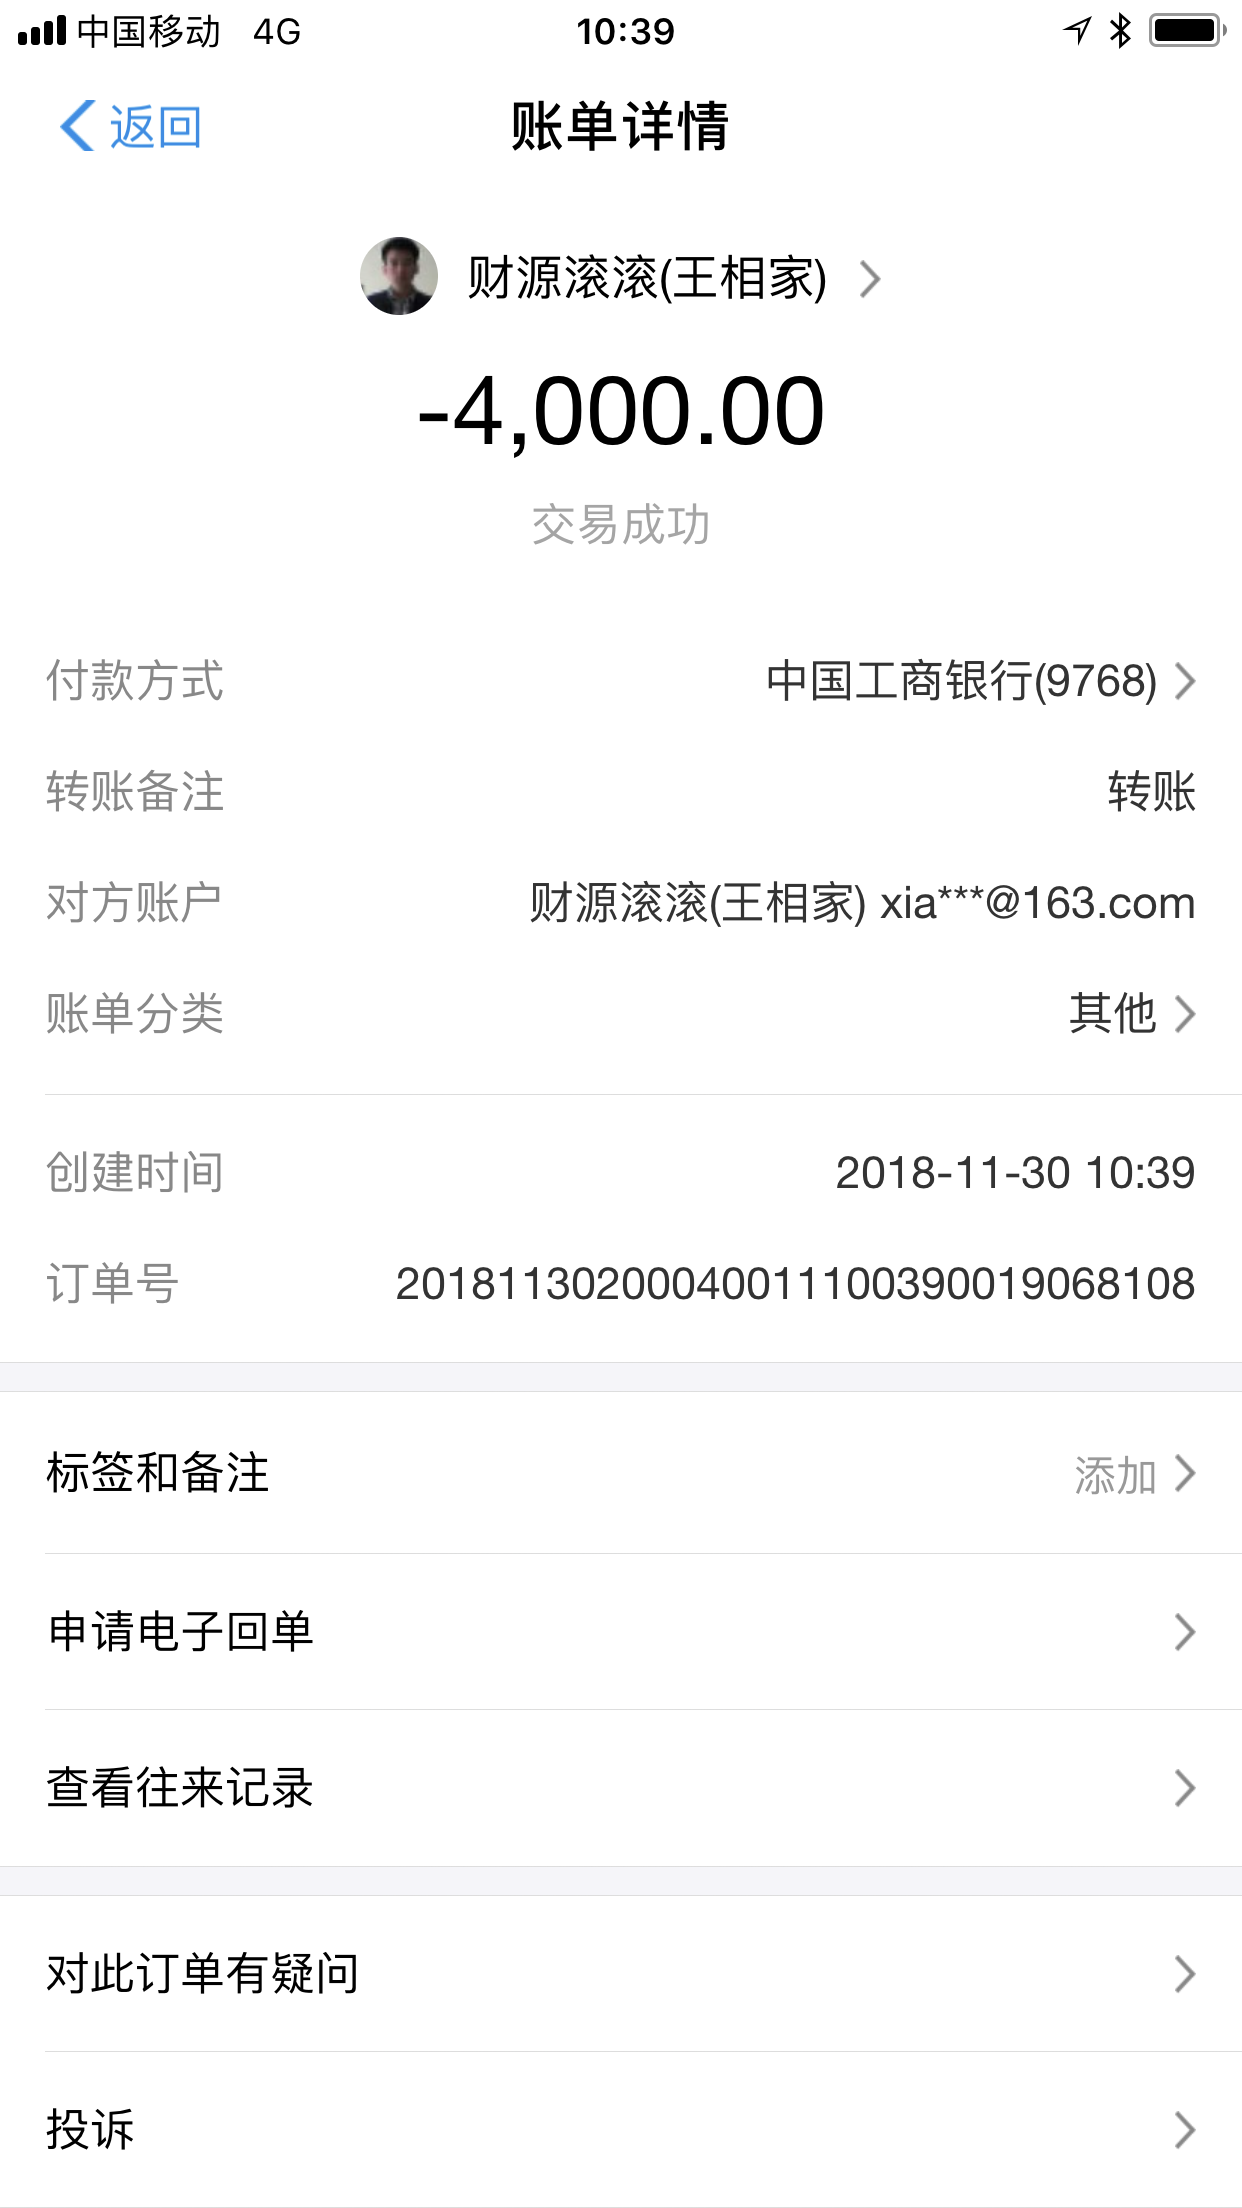 中国移动 4G 10:39
返回 账单详情
财源滚滚(王相家)
-4,000.00
交易成功
付款方式 中国工商银行(9768)
转账备注 转账
对方账户 财源滚滚(王相家) xia***@163.com
账单分类 其他
创建时间 2018-11-30 10:39
订单号 20181130200040011100390019068108
标签和备注 添加
申请电子回单
查看往来记录
对此订单有疑问
投诉